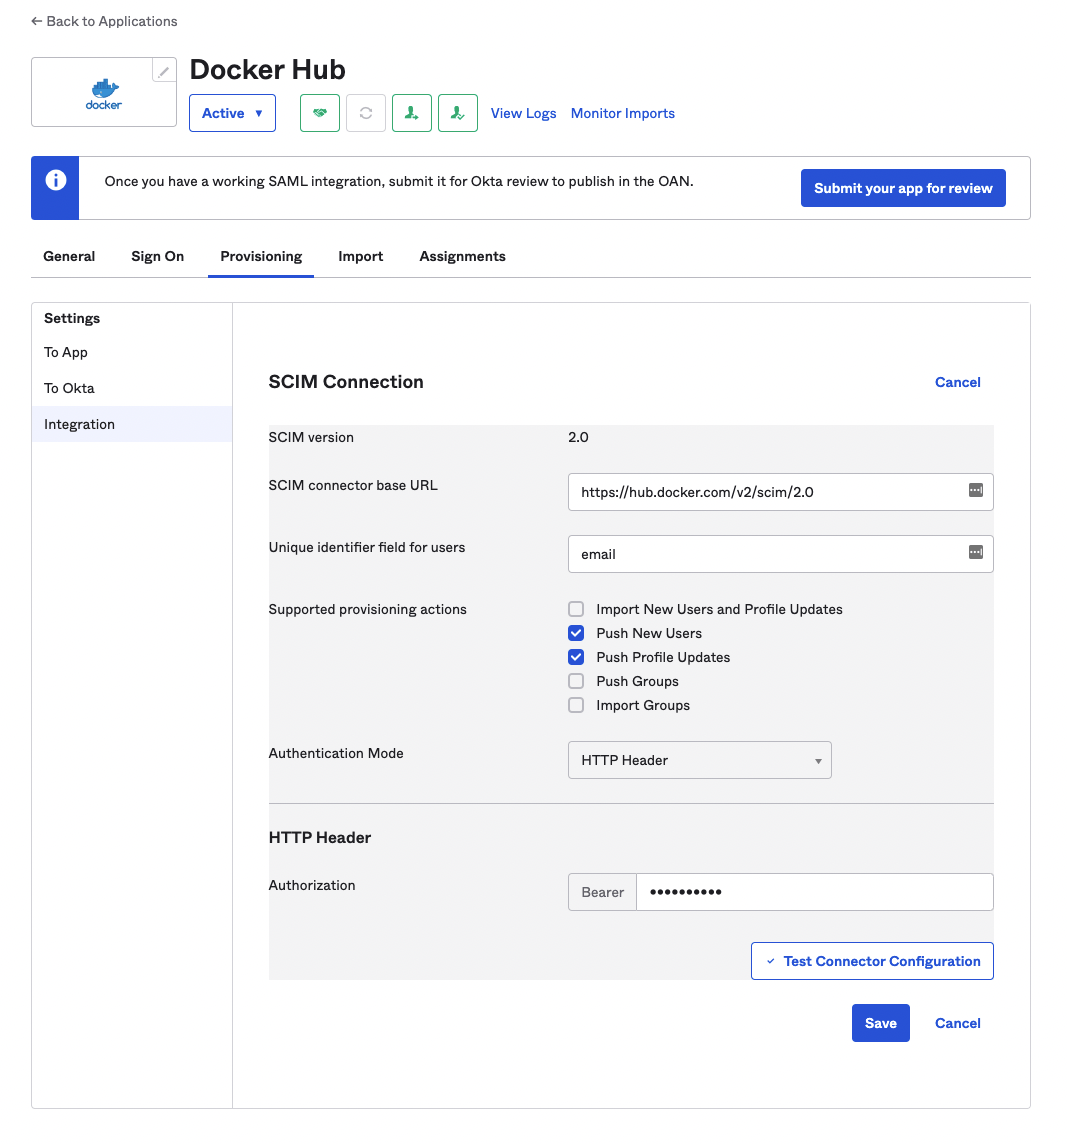 ← Back to Applications
docker
Docker Hub
Active ▼
View Logs Monitor Imports
Once you have a working SAML integration, submit it for Okta review to publish in the OAN.
Submit your app for review
General Sign On Provisioning Import Assignments
Settings
To App
To Okta
Integration
SCIM Connection
Cancel
SCIM version 2.0
SCIM connector base URL https://hub.docker.com/v2/scim/2.0
Unique identifier field for users email
Supported provisioning actions Import New Users and Profile Updates
Push New Users
Push Profile Updates
Push Groups
Import Groups
Authentication Mode HTTP Header
HTTP Header
Authorization Bearer ••••••••••
Test Connector Configuration
Save Cancel